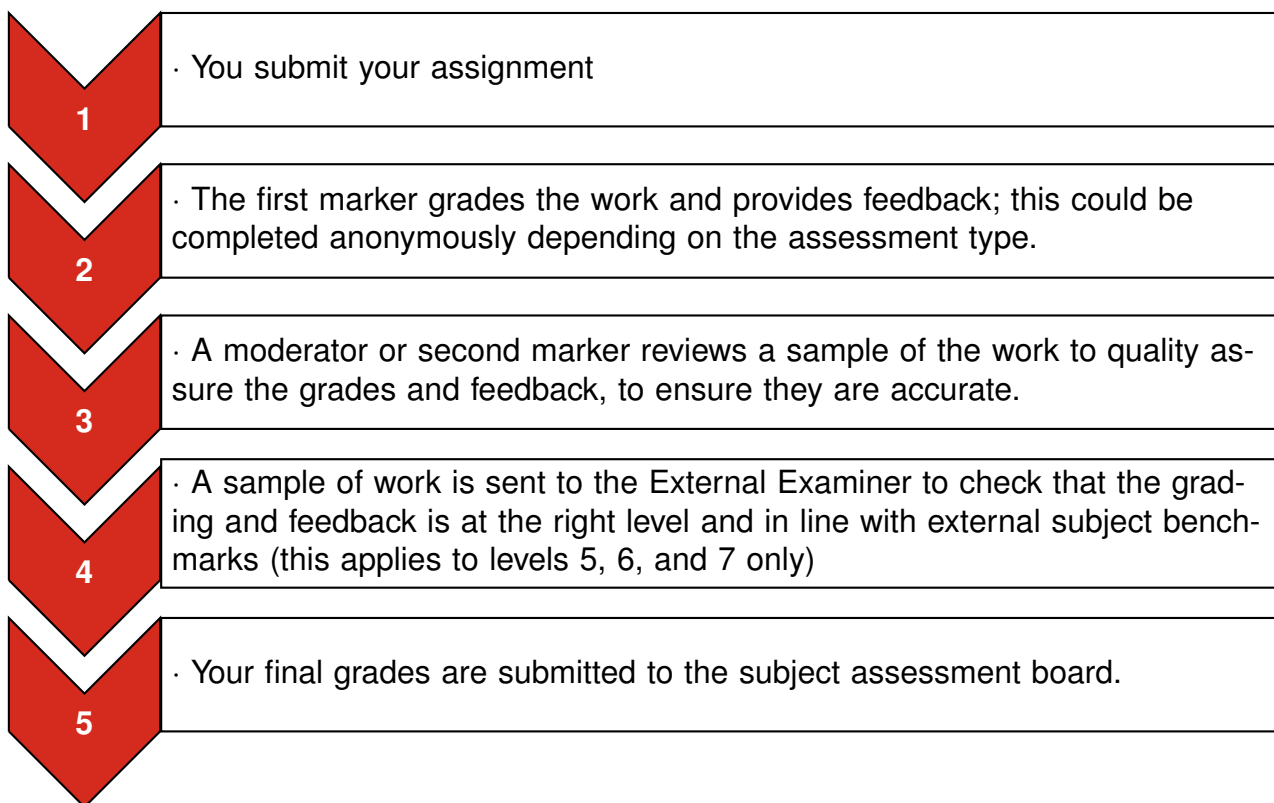 · You submit your assignment
1
· The first marker grades the work and provides feedback; this could be
completed anonymously depending on the assessment type.
2
· A moderator or second marker reviews a sample of the work to quality as-
sure the grades and feedback, to ensure they are accurate.
3
· A sample of work is sent to the External Examiner to check that the grad-
ing and feedback is at the right level and in line with external subject bench-
marks (this applies to levels 5, 6, and 7 only)
4
· Your final grades are submitted to the subject assessment board.
5